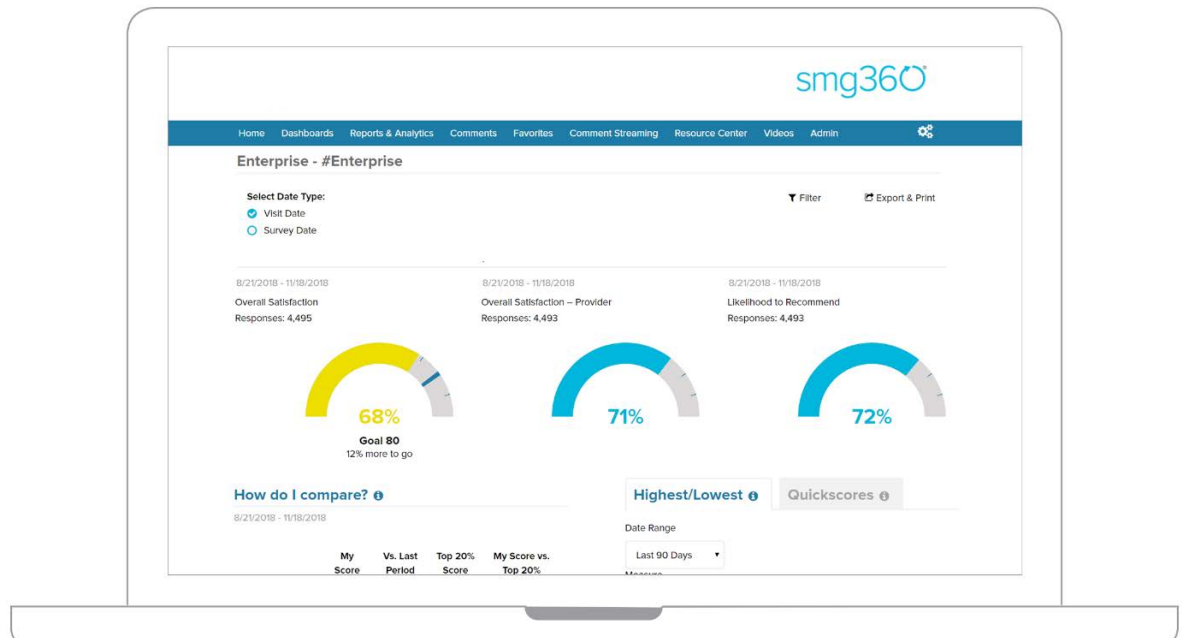 smg360
Home Dashboards Reports & Analytics Comments Favorites Comment Streaming Resource Center Videos Admin
Enterprise - #Enterprise
Select Date Type:
Visit Date
Survey Date
Filter
Export & Print
8/21/2018 - 11/18/2018
Overall Satisfaction
Responses: 4,495
68%
Goal 80
12% more to go
8/21/2018 - 11/18/2018
Overall Satisfaction – Provider
Responses: 4,493
71%
8/21/2018 - 11/18/2018
Likelihood to Recommend
Responses: 4,493
72%
How do I compare?
8/21/2018 - 11/18/2018
My Score
Vs. Last Period
Top 20% Score
My Score vs. Top 20%
Highest/Lowest
Quickscores
Date Range
Last 90 Days
Measure